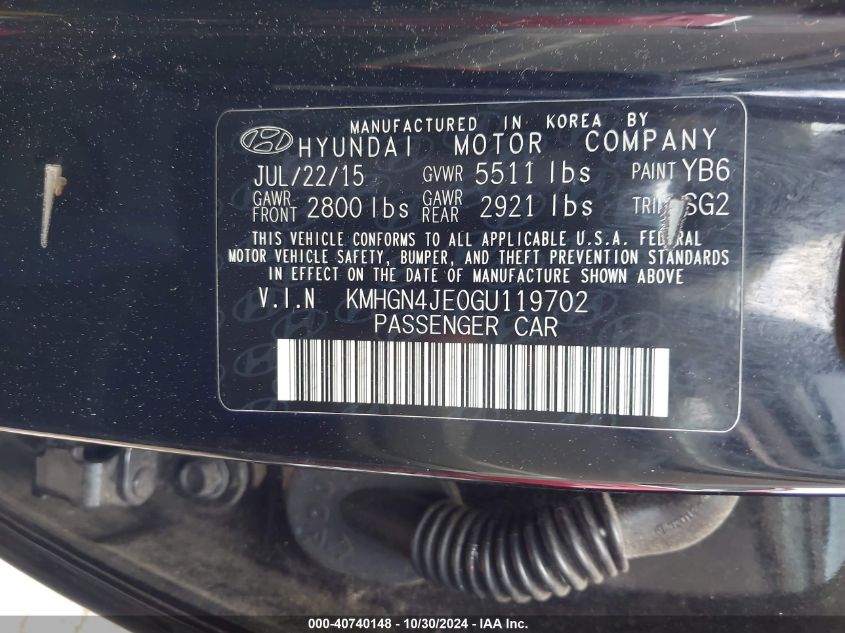 MANUFACTURED IN KOREA BY
HYUNDAI MOTOR COMPANY
JUL/22/15 GVWR 5511 lbs PAINT YB6
GAWR FRONT 2800 lbs GAWR REAR 2921 lbs SG2
THIS VEHICLE CONFORMS TO ALL APPLICABLE U.S.A. FEDERAL
MOTOR VEHICLE SAFETY, BUMPER, AND THEFT PREVENTION STANDARDS
IN EFFECT ON THE DATE OF MANUFACTURE SHOWN ABOVE
V.I.N KMHGN4JE0GU119702
PASSENGER CAR
000-40740148 - 10/30/2024 - IAA Inc.